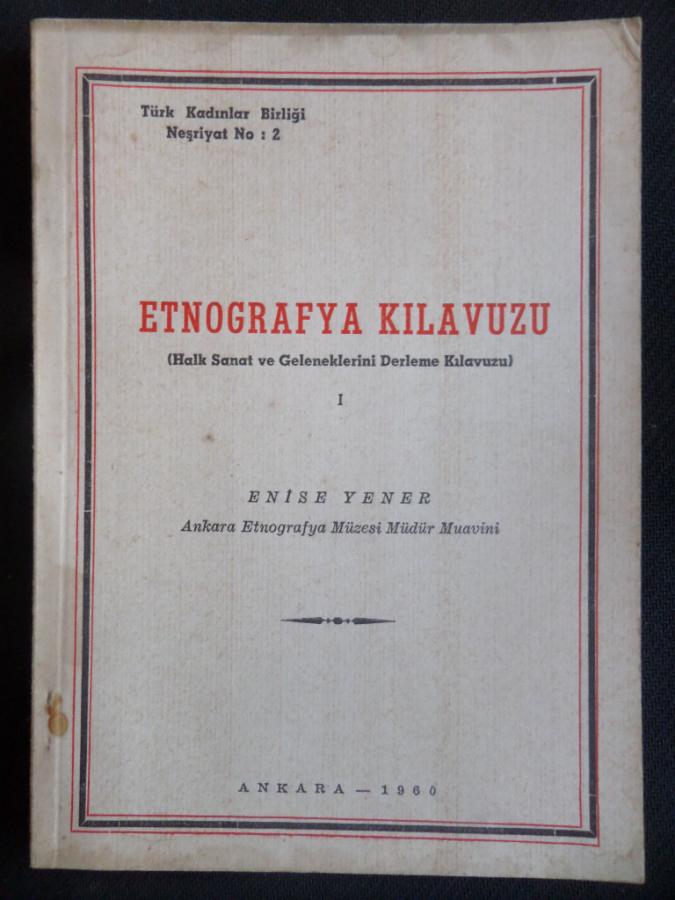 Türk Kadınlar Birliği
Neşriyat No : 2
ETNOGRAFYA KILAVUZU
(Halk Sanat ve Geleneklerini Derleme Kılavuzu)
I
ENİSE YENER
Ankara Etnografya Müzesi Müdür Muavini
ANKARA — 1960